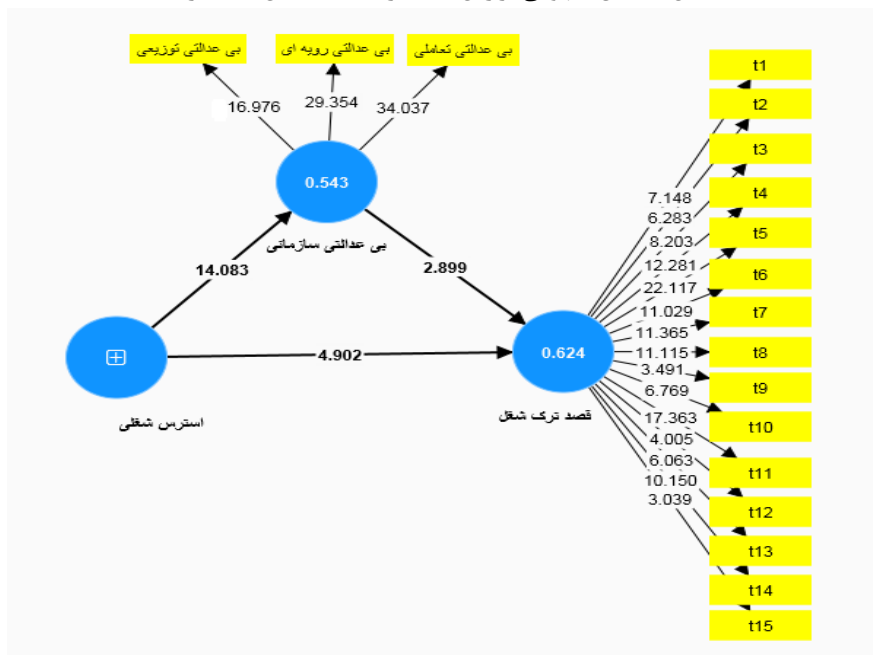 بی عدالتی توزیعی
بی عدالتی رویه ای
بی عدالتی تعاملی
16.976
29.354
34.037
0.543
بی عدالتی سازمانی
14.083
2.899
4.902
استرس شغلی
0.624
قصد ترک شغل
7.148
6.283
8.203
12.281
22.117
11.029
11.365
11.115
3.491
6.769
17.363
4.005
6.063
10.150
3.039
t1
t2
t3
t4
t5
t6
t7
t8
t9
t10
t11
t12
t13
t14
t15